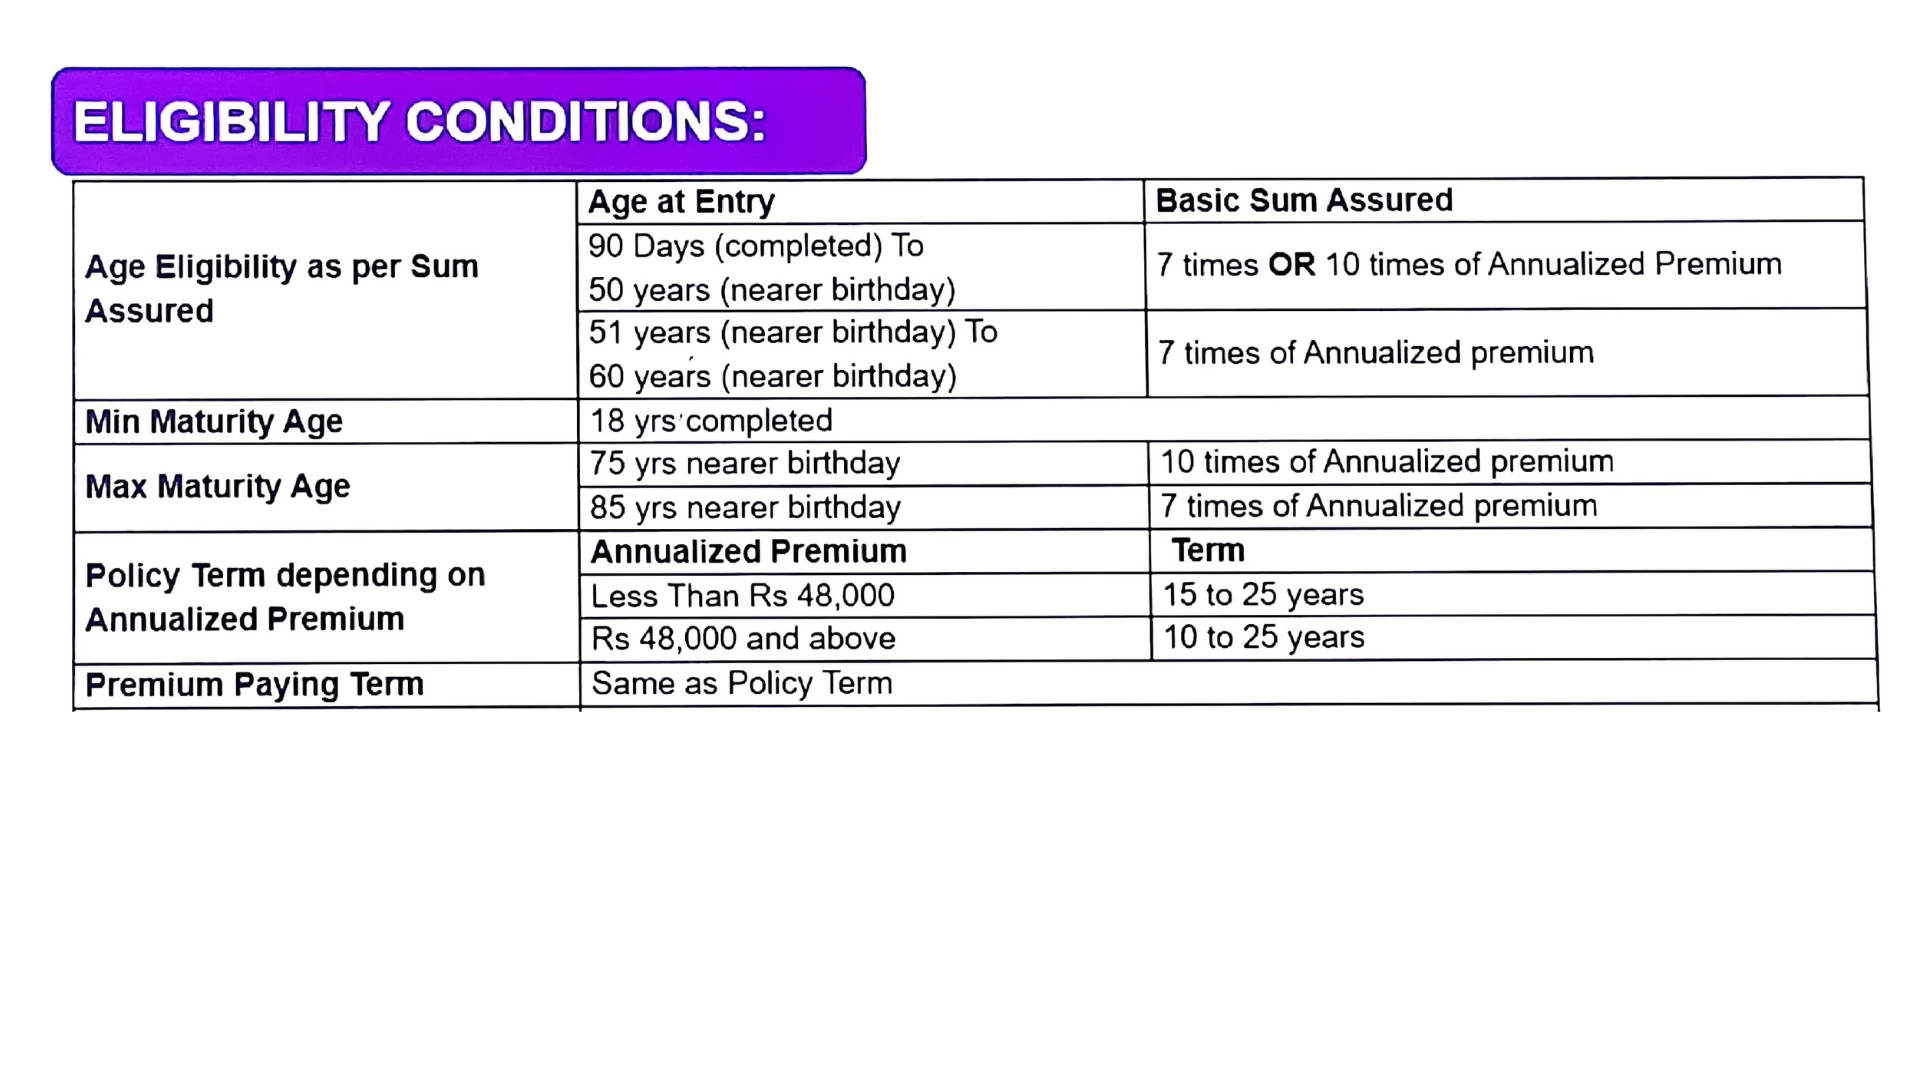 ELIGIBILITY CONDITIONS:
Age Eligibility as per Sum
Assured
Age at Entry
Basic Sum Assured
90 Days (completed) To
50 years (nearer birthday)
7 times OR 10 times of Annualized Premium
51 years (nearer birthday) To
60 years (nearer birthday)
7 times of Annualized premium
Min Maturity Age
18 yrs completed
Max Maturity Age
75 yrs nearer birthday
10 times of Annualized premium
85 yrs nearer birthday
7 times of Annualized premium
Policy Term depending on
Annualized Premium
Annualized Premium
Term
Less Than Rs 48,000
15 to 25 years
Rs 48,000 and above
10 to 25 years
Premium Paying Term
Same as Policy Term